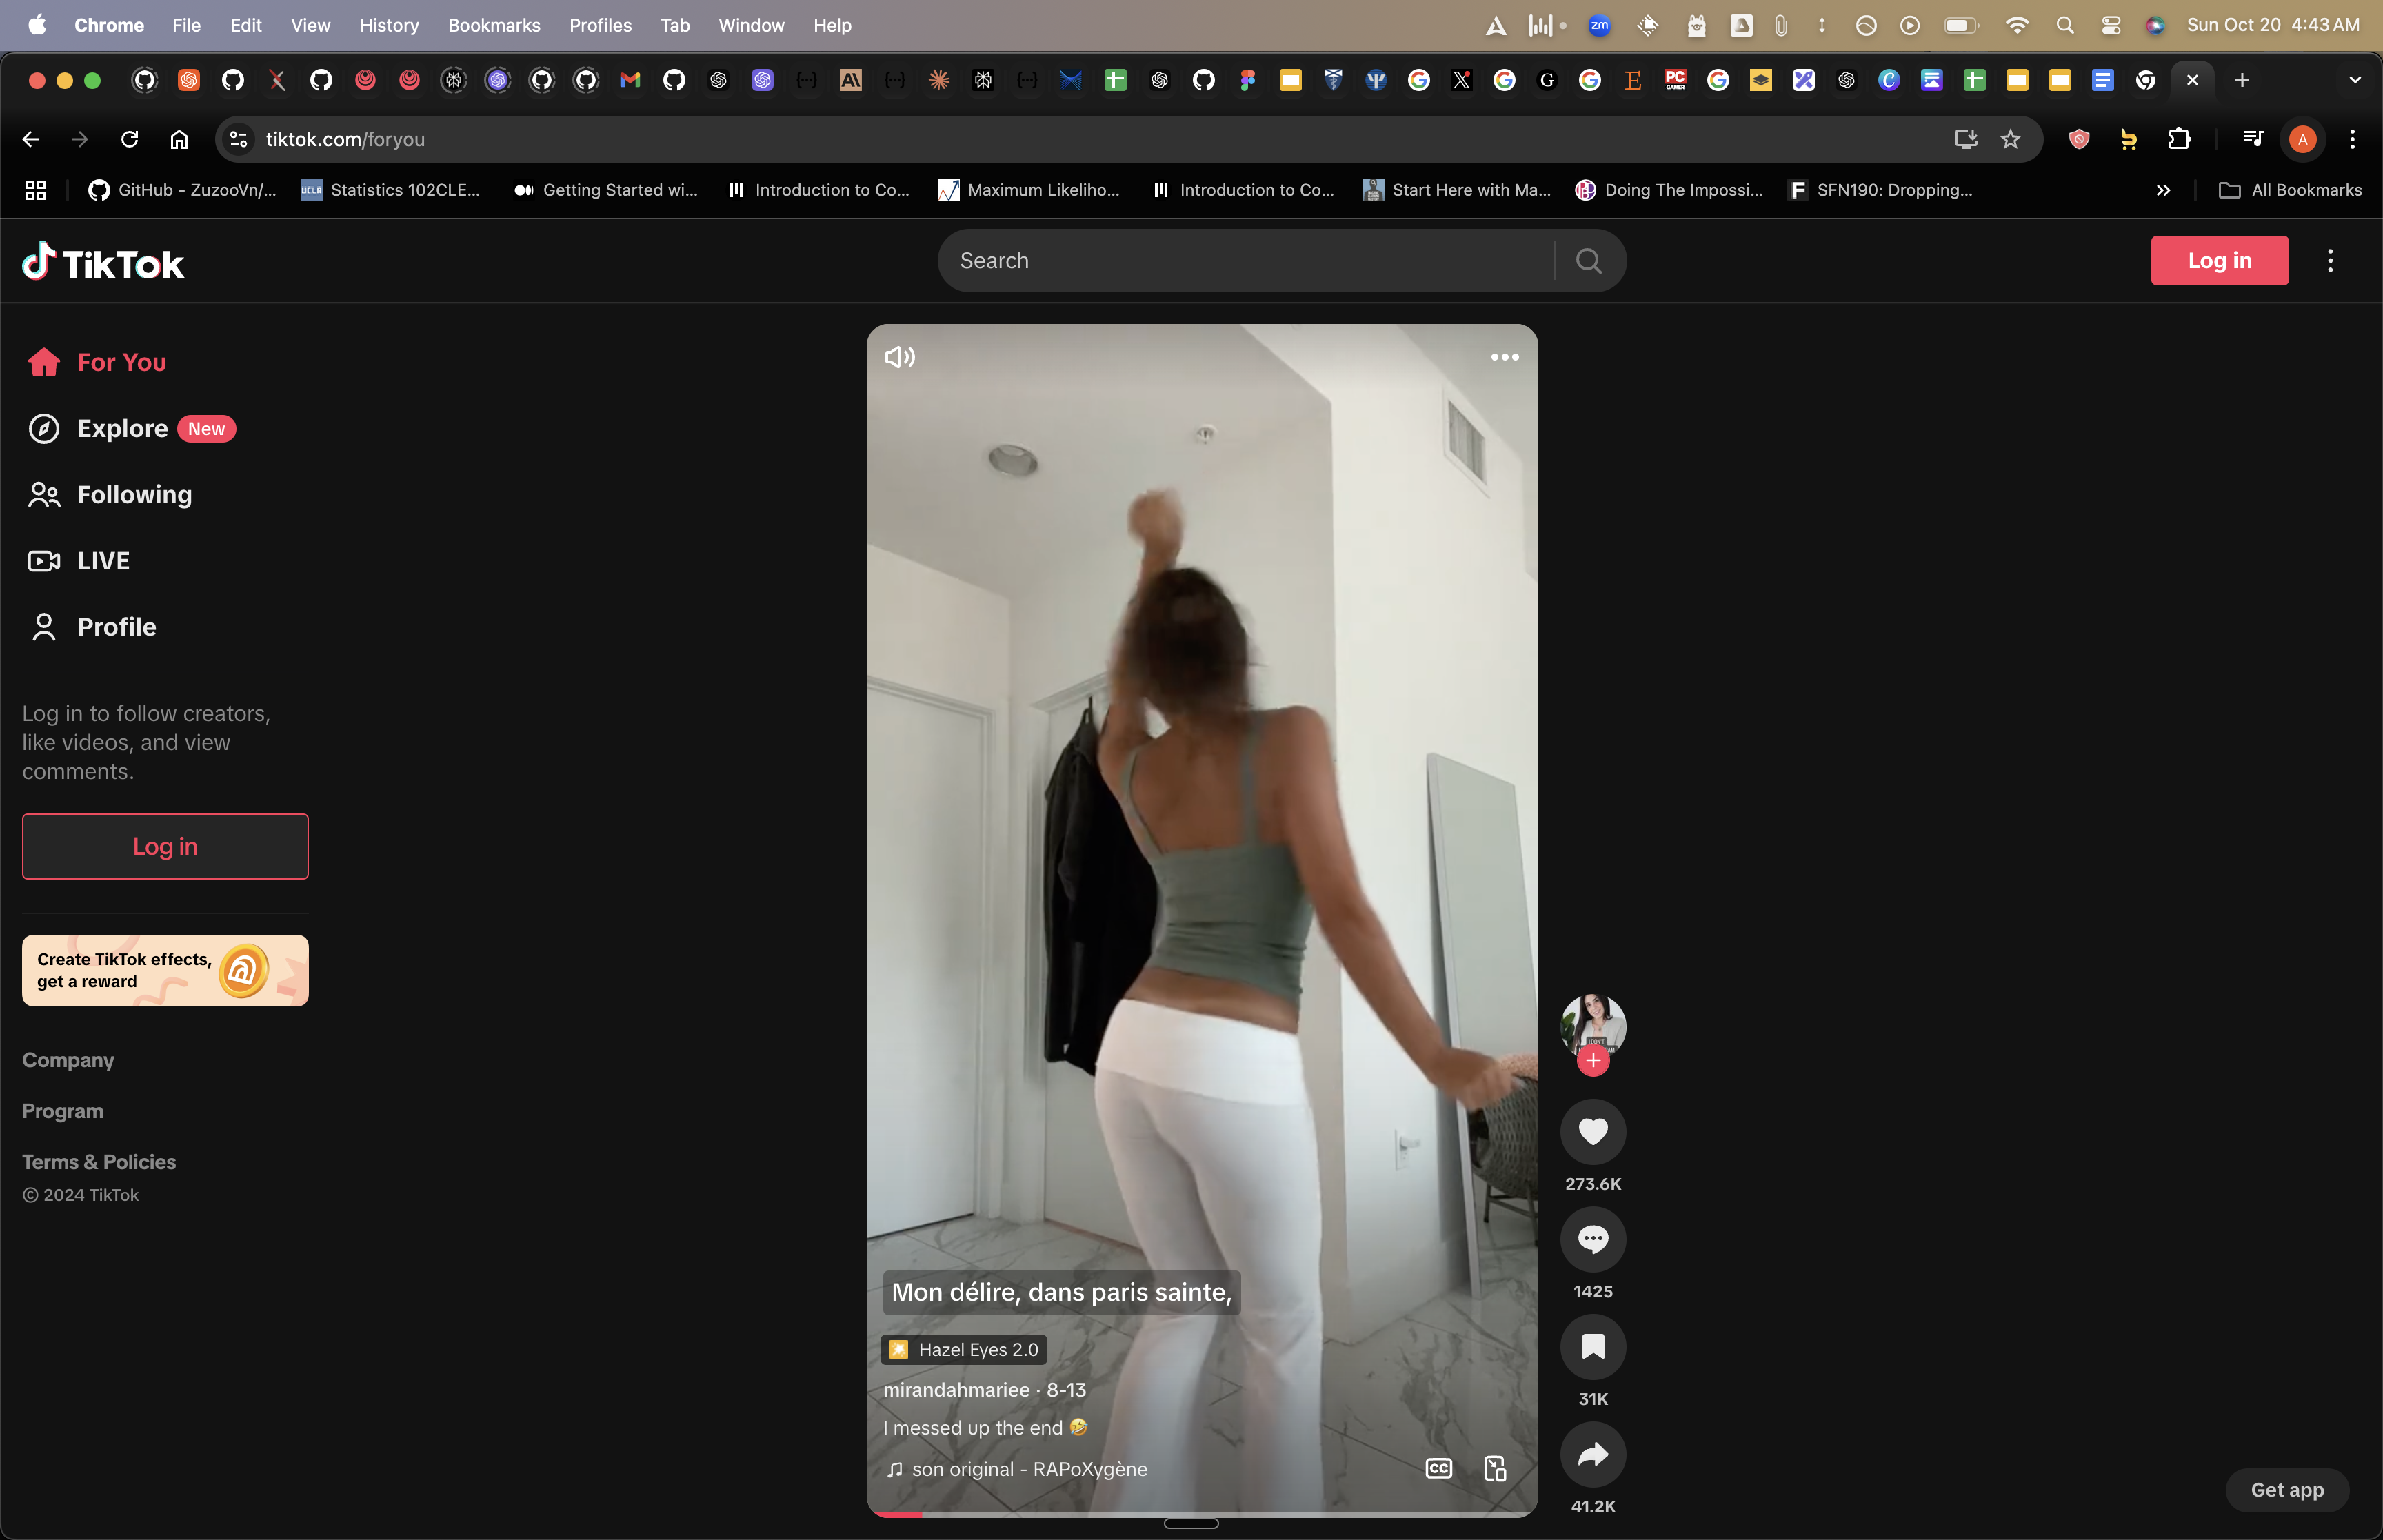 Chrome File Edit View History Bookmarks Profiles Tab Window Help
zm
Sun Oct 20 4:43 AM
PC GAMER
tiktok.com/foryou
A
GitHub - ZuzooVn/...
UCLA
Statistics 102CLE...
Getting Started wi...
Introduction to Co...
Maximum Likeliho...
Introduction to Co...
Start Here with Ma...
Doing The Impossi...
F
SFN190: Dropping...
All Bookmarks
TikTok
Search
Log in
For You
Explore New
Following
LIVE
Profile
Log in to follow creators,
like videos, and view
comments.
Log in
Create TikTok effects,
get a reward
Company
Program
Terms & Policies
© 2024 TikTok
Mon délire, dans paris sainte,
Hazel Eyes 2.0
mirandahmariee · 8-13
I messed up the end 🤣
son original - RAPoXygène
CC
273.6K
1425
31K
41.2K
Get app